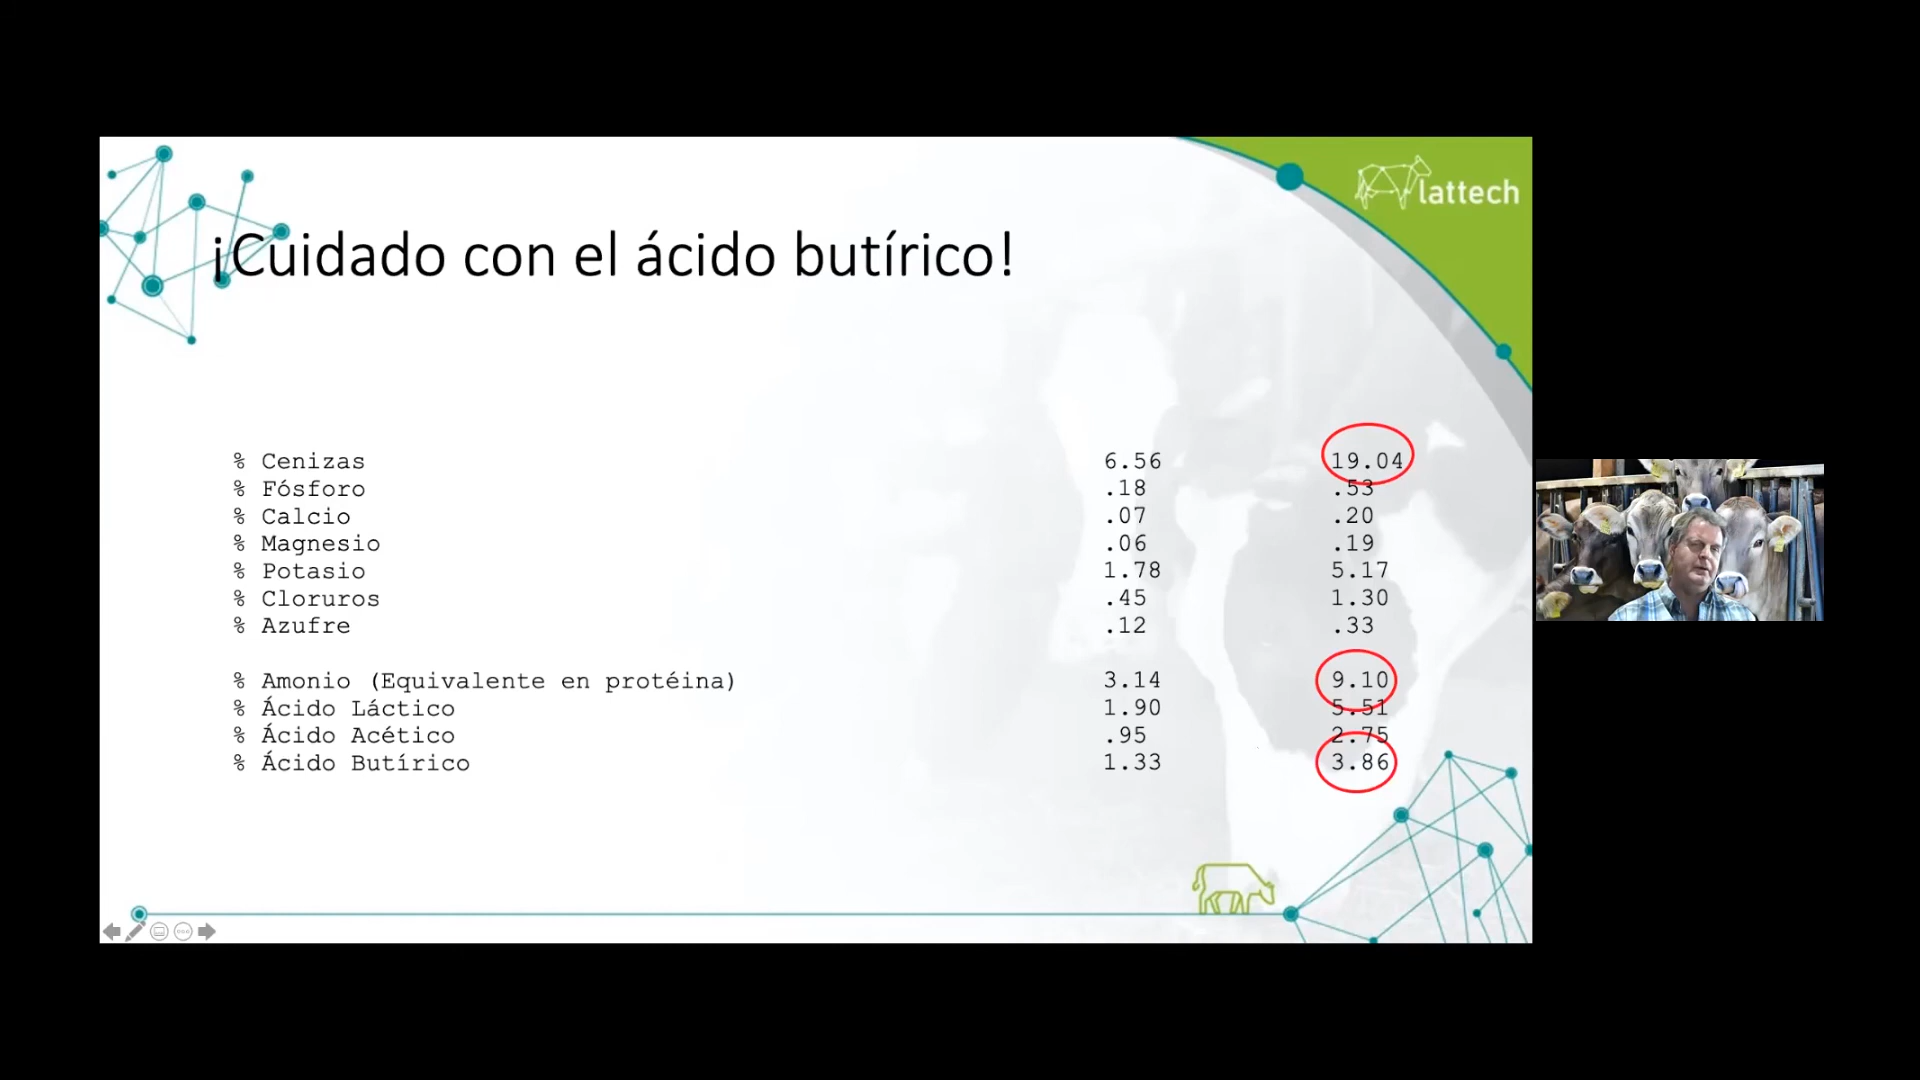 lattech
¡Cuidado con el ácido butírico!
% Cenizas 6.56 19.04
% Fósforo .18 .53
% Calcio .07 .20
% Magnesio .06 .19
% Potasio 1.78 5.17
% Cloruros .45 1.30
% Azufre .12 .33
% Amonio (Equivalente en protéina) 3.14 9.10
% Ácido Láctico 1.90 5.51
% Ácido Acético .95 2.75
% Ácido Butírico 1.33 3.86